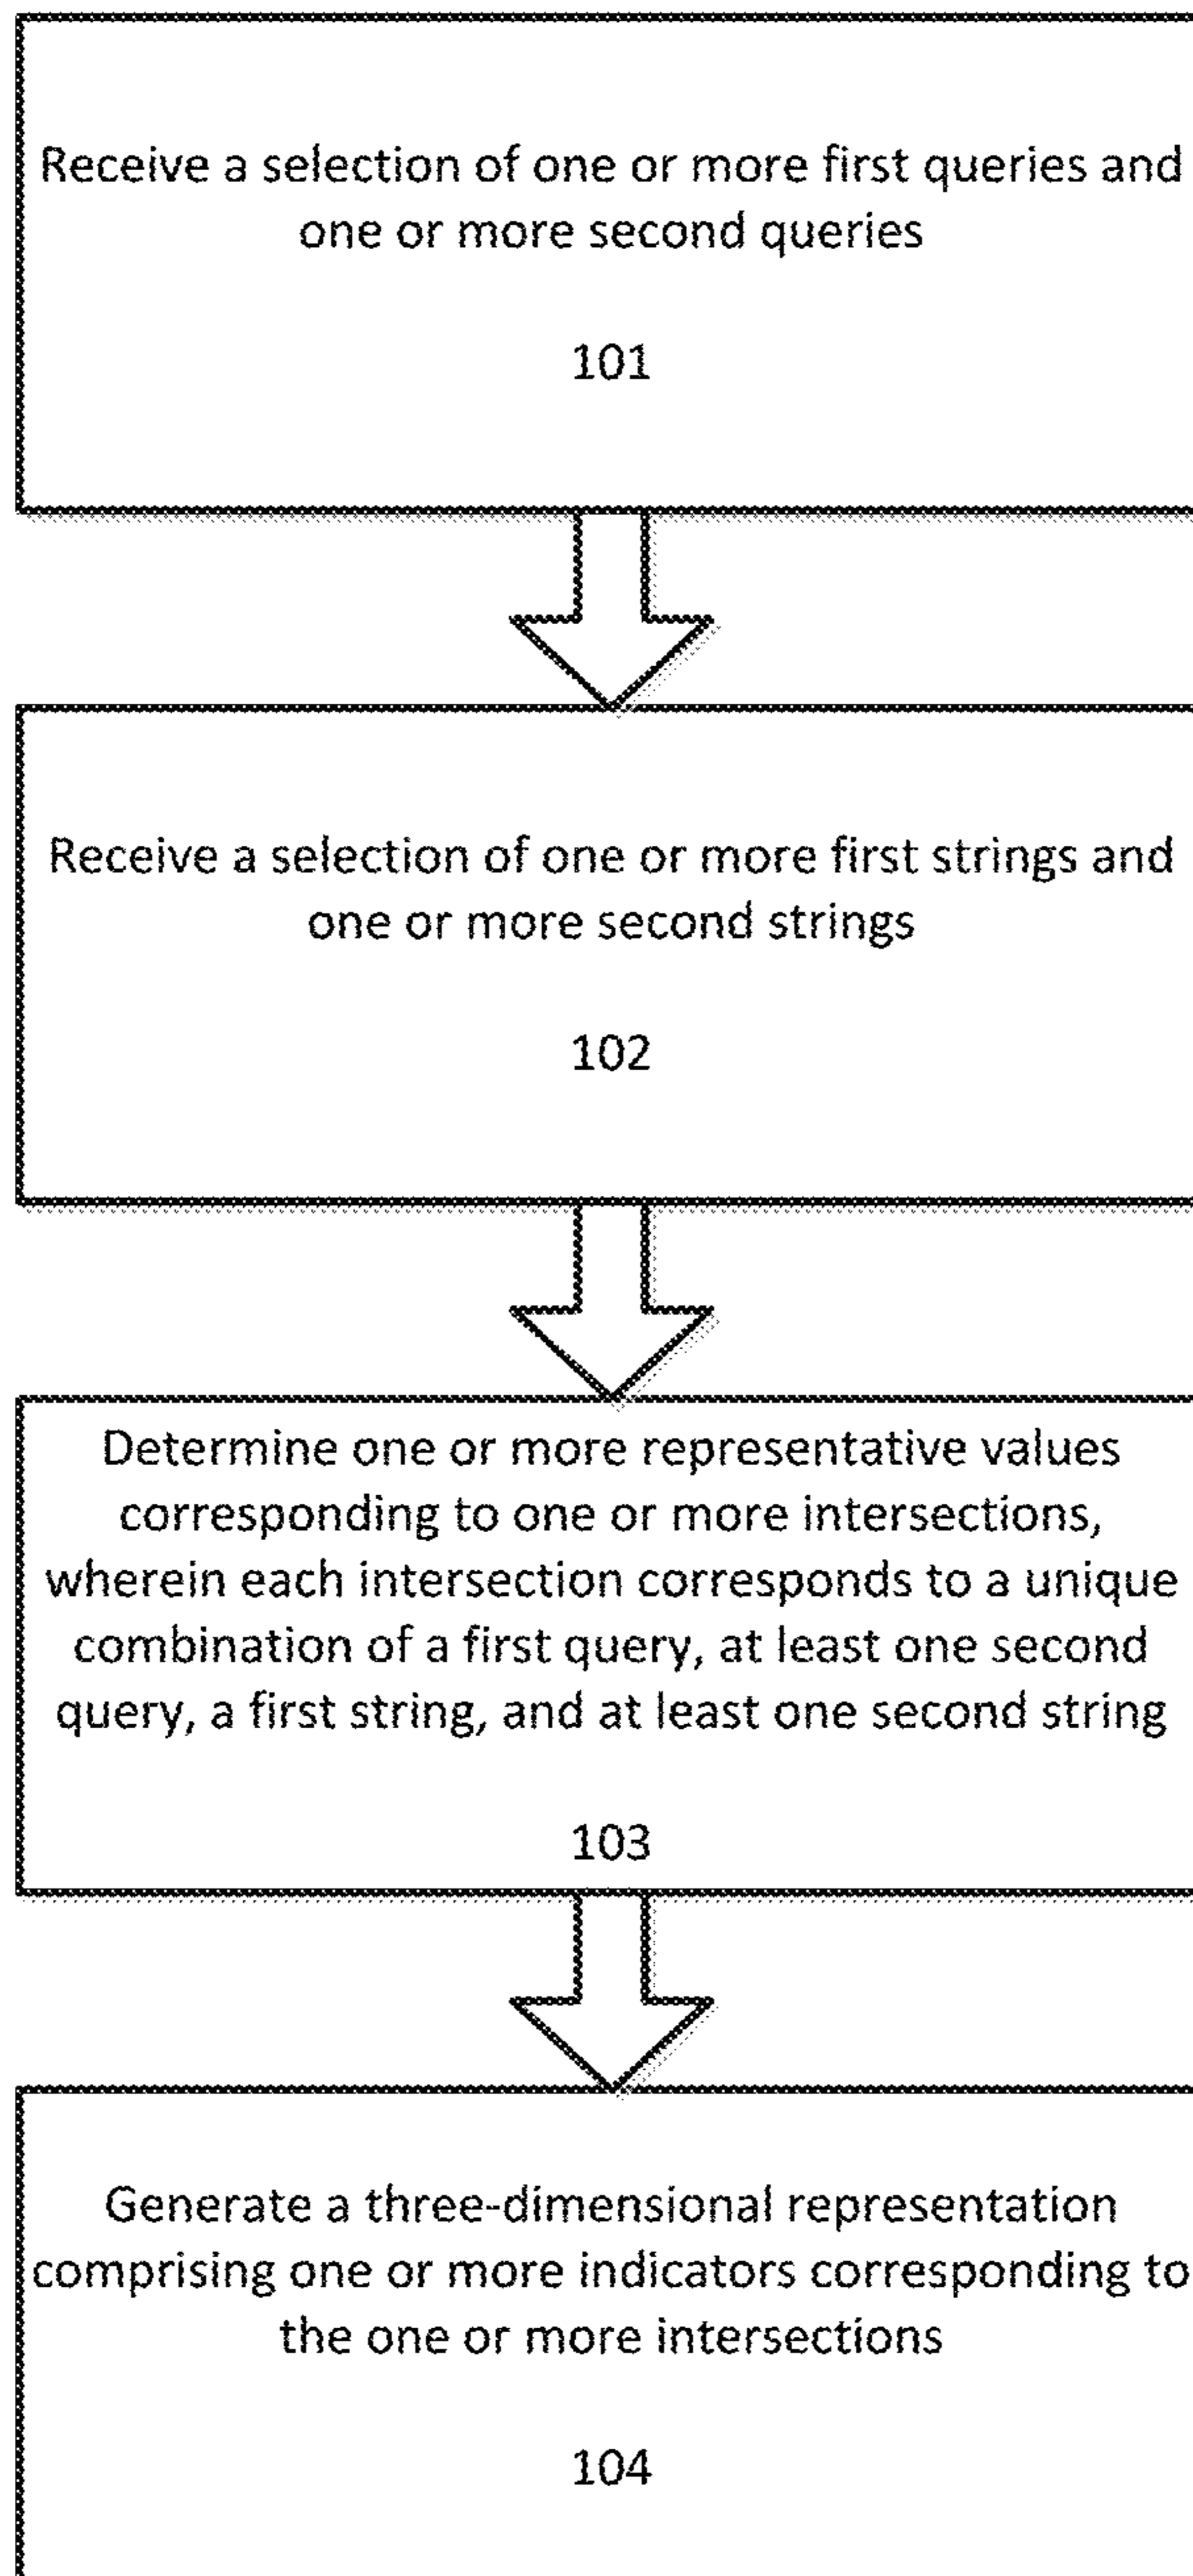 Receive a selection of one or more first queries and
one or more second queries
101
Receive a selection of one or more first strings and
one or more second strings
102
Determine one or more representative values
corresponding to one or more intersections,
wherein each intersection corresponds to a unique
combination of a first query, at least one second
query, a first string, and at least one second string
103
Generate a three-dimensional representation
comprising one or more indicators corresponding to
the one or more intersections
104